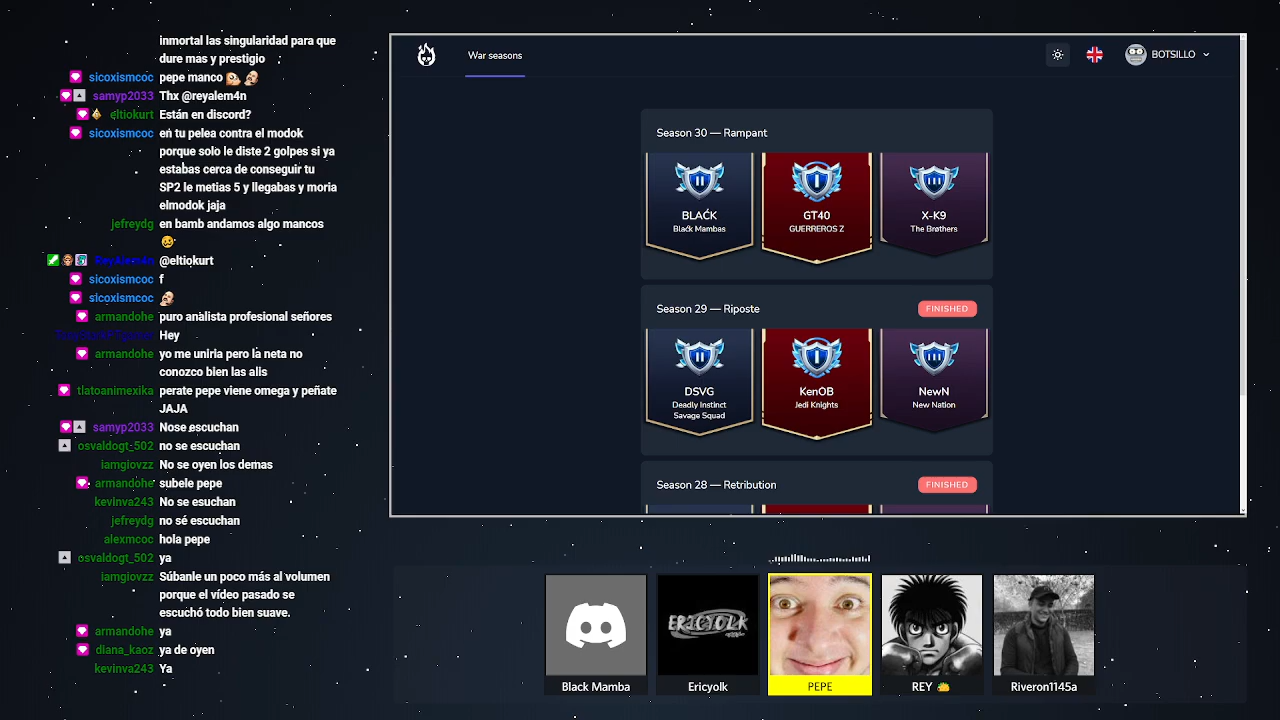 inmortal las singularidad para que
dure mas y prestigio
sicoxismcoc pepe manco
samyp2033 Thx @reyalem4n
eltiokurt Están en discord?
sicoxismcoc en tu pelea contra el modok
porque solo le diste 2 golpes si ya
estabas cerca de conseguir tu
SP2 le metias 5 y llegabas y moria
elmodok jaja
jefreydg en bamb andamos algo mancos
ReyAlem4n @eltiokurt
sicoxismcoc f
sicoxismcoc
armandohe puro analista profesional señores
Hey
armandohe yo me uniria pero la neta no
conozco bien las alis
tlatoanimexika perate pepe viene omega y peñate
JAJA
samyp2033 Nose escuchan
osvaldogt_502 no se escuchan
iamgiovzz No se oyen los demas
armandohe subele pepe
kevinva243 No se esuchan
jefreydg no sé escuchan
alexmcoc hola pepe
osvaldogt_502 ya
iamgiovzz Súbanle un poco más al volumen
porque el vídeo pasado se
escuchó todo bien suave.
armandohe ya
diana_kaoz ya de oyen
kevinva243 Ya
War seasons
BOTSILLO
Season 30 — Rampant
II
BLAĆK
Black Mambas
I
GT40
GUERREROS Z
III
X-K9
The Brøthers
Season 29 — Riposte
FINISHED
II
DSVG
Deadly Instinct
Savage Squad
I
KenOB
Jedi Knights
III
NewN
New Nation
Season 28 — Retribution
FINISHED
ERICYOLK
Black Mamba
Ericyolk
PEPE
REY
Riveron1145a